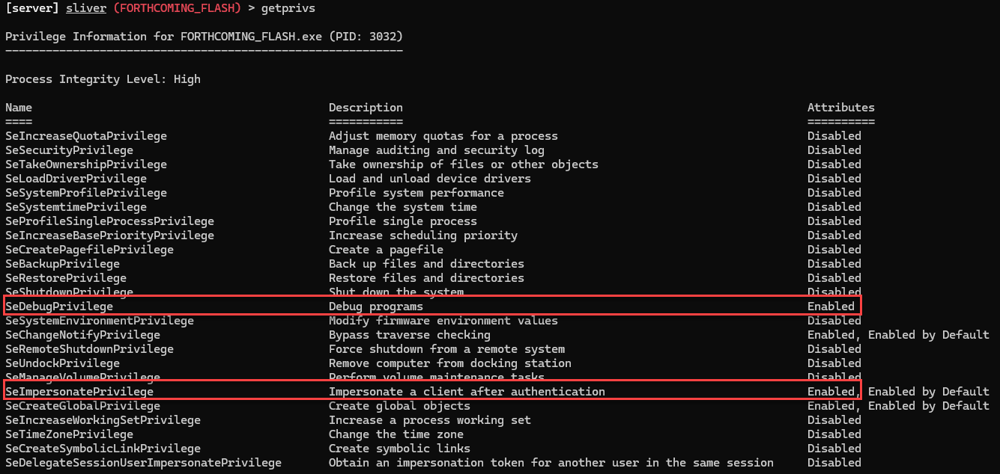 [server] sliver (FORTHCOMING_FLASH) > getprivs
Privilege Information for FORTHCOMING_FLASH.exe (PID: 3032)
-----------------------------------------------------------
Process Integrity Level: High
Name Description Attributes
==== =========== ==========
SeIncreaseQuotaPrivilege Adjust memory quotas for a process Disabled
SeSecurityPrivilege Manage auditing and security log Disabled
SeTakeOwnershipPrivilege Take ownership of files or other objects Disabled
SeLoadDriverPrivilege Load and unload device drivers Disabled
SeSystemProfilePrivilege Profile system performance Disabled
SeSystemtimePrivilege Change the system time Disabled
SeProfileSingleProcessPrivilege Profile single process Disabled
SeIncreaseBasePriorityPrivilege Increase scheduling priority Disabled
SeCreatePagefilePrivilege Create a pagefile Disabled
SeBackupPrivilege Back up files and directories Disabled
SeRestorePrivilege Restore files and directories Disabled
SeShutdownPrivilege Shut down the system Disabled
SeDebugPrivilege Debug programs Enabled
SeSystemEnvironmentPrivilege Modify firmware environment values Disabled
SeChangeNotifyPrivilege Bypass traverse checking Enabled, Enabled by Default
SeRemoteShutdownPrivilege Force shutdown from a remote system Disabled
SeUndockPrivilege Remove computer from docking station Disabled
SeManageVolumePrivilege Perform volume maintenance tasks Disabled
SeImpersonatePrivilege Impersonate a client after authentication Enabled, Enabled by Default
SeCreateGlobalPrivilege Create global objects Enabled, Enabled by Default
SeIncreaseWorkingSetPrivilege Increase a process working set Disabled
SeTimeZonePrivilege Change the time zone Disabled
SeCreateSymbolicLinkPrivilege Create symbolic links Disabled
SeDelegateSessionUserImpersonatePrivilege Obtain an impersonation token for another user in the same session Disabled